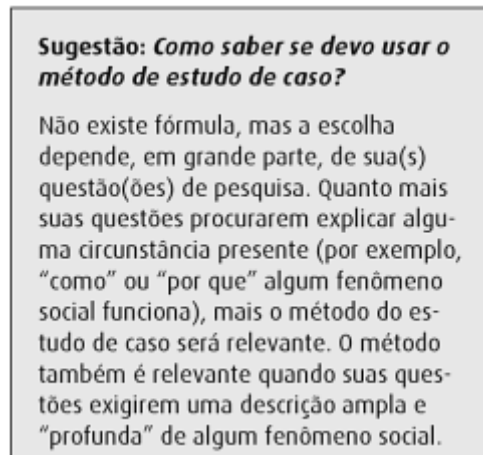 Sugestão: Como saber se devo usar o
método de estudo de caso?
Não existe fórmula, mas a escolha
depende, em grande parte, de sua(s)
questão(ões) de pesquisa. Quanto mais
suas questões procurarem explicar algu-
ma circunstância presente (por exemplo,
“como” ou “por que” algum fenômeno
social funciona), mais o método do es-
tudo de caso será relevante. O método
também é relevante quando suas ques-
tões exigirem uma descrição ampla e
“profunda” de algum fenômeno social.